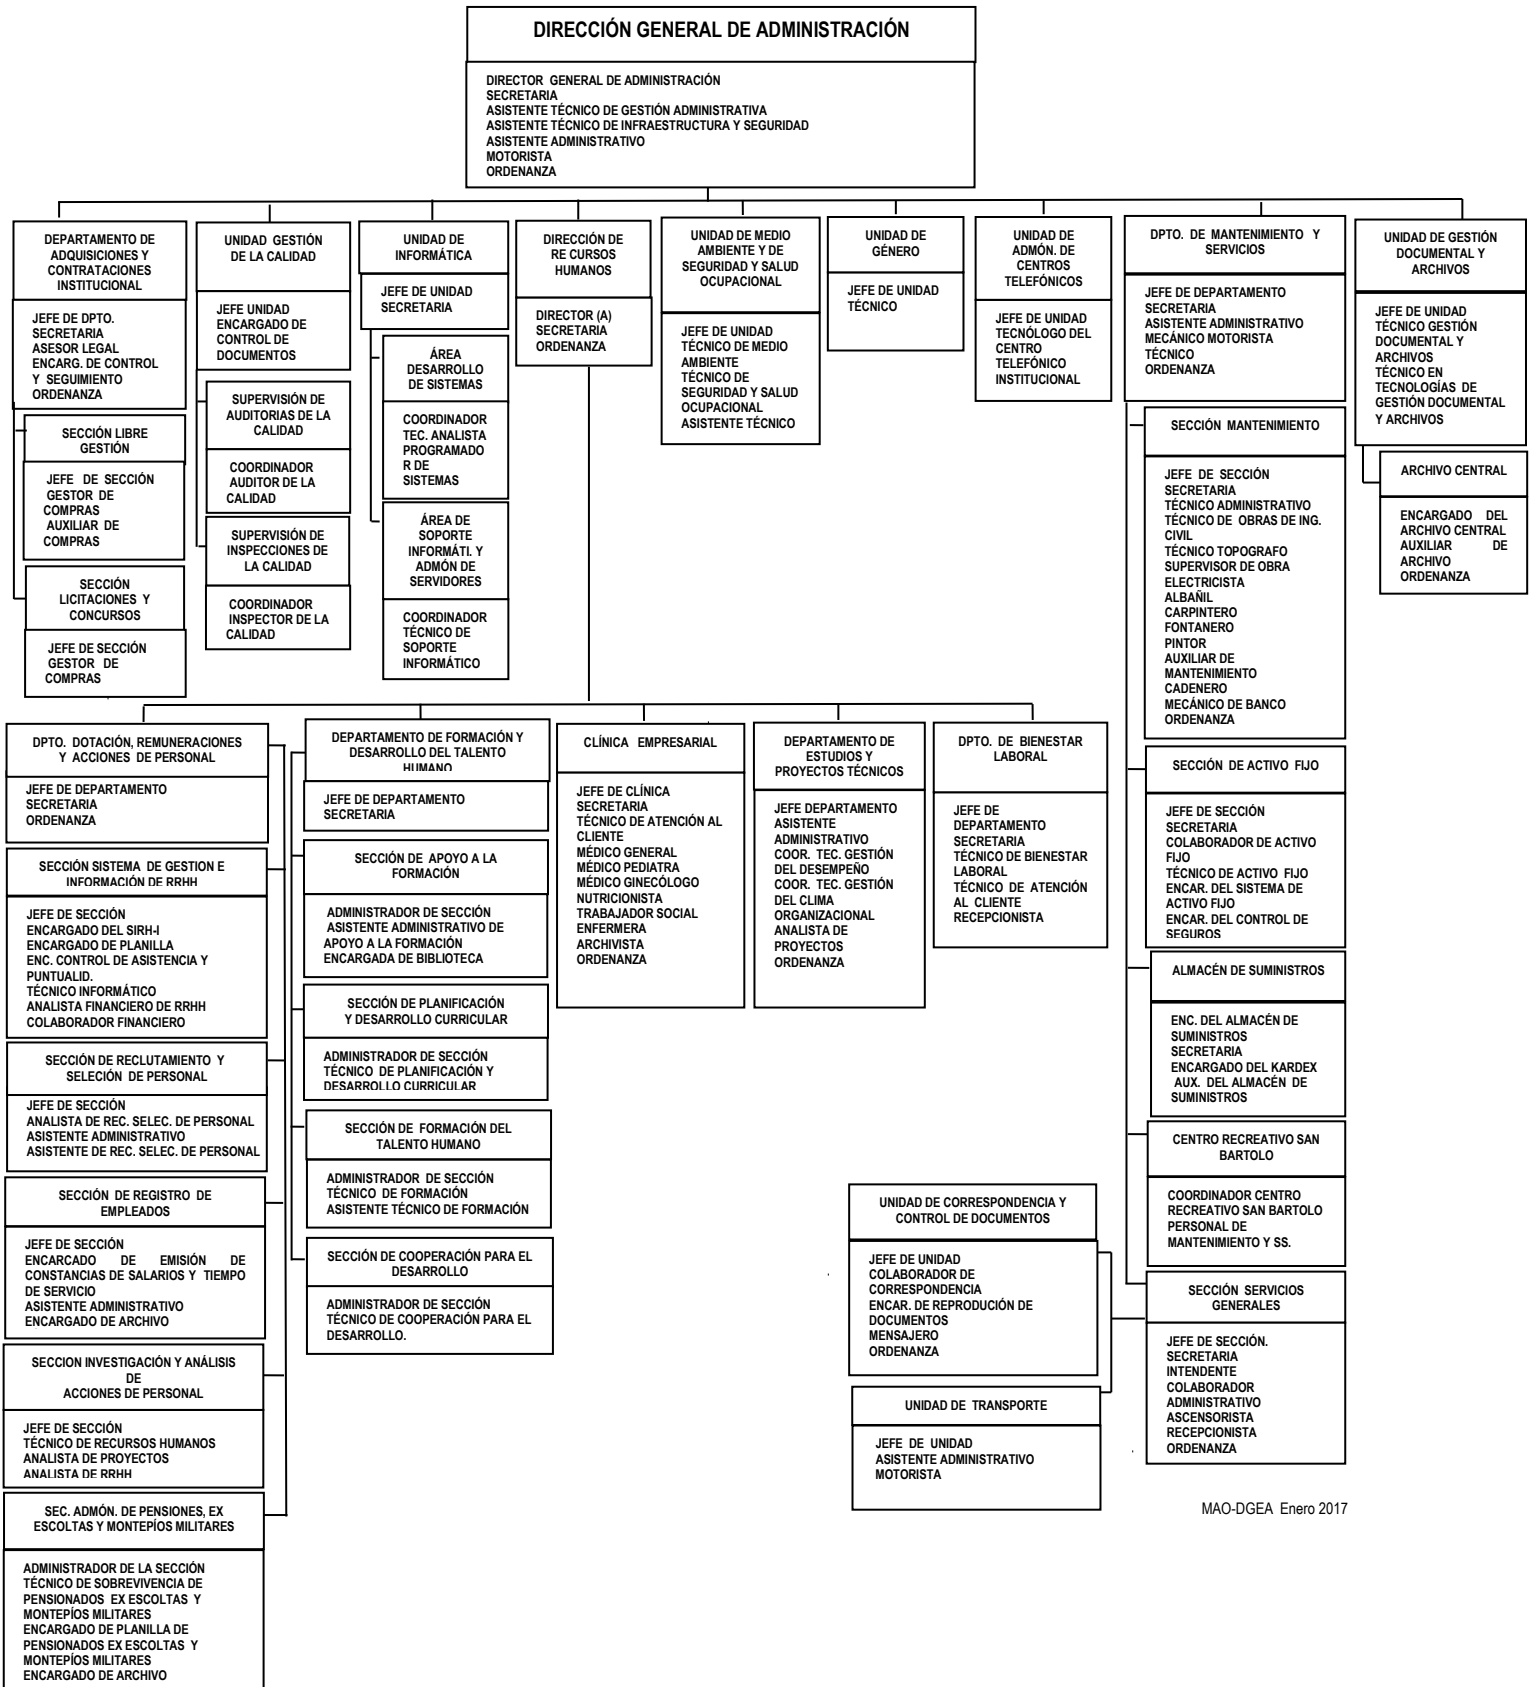 DIRECCIÓN GENERAL DE ADMINISTRACIÓN
DIRECTOR GENERAL DE ADMINISTRACIÓN
SECRETARIA
ASISTENTE TÉCNICO DE GESTIÓN ADMINISTRATIVA
ASISTENTE TÉCNICO DE INFRAESTRUCTURA Y SEGURIDAD
ASISTENTE ADMINISTRATIVO
MOTORISTA
ORDENANZA
DEPARTAMENTO DE
ADQUISICIONES Y
CONTRATACIONES
INSTITUCIONAL
JEFE DE DPTO.
SECRETARIA
ASESOR LEGAL
ENCARG. DE CONTROL
Y SEGUIMIENTO
ORDENANZA
SECCIÓN LIBRE
GESTIÓN
JEFE DE SECCIÓN
GESTOR DE
COMPRAS
AUXILIAR DE
COMPRAS
SECCIÓN
LICITACIONES Y
CONCURSOS
JEFE DE SECCIÓN
GESTOR DE
COMPRAS
UNIDAD GESTIÓN
DE LA CALIDAD
JEFE UNIDAD
ENCARGADO DE
CONTROL DE
DOCUMENTOS
SUPERVISIÓN DE
AUDITORIAS DE LA
CALIDAD
COORDINADOR
AUDITOR DE LA
CALIDAD
SUPERVISIÓN DE
INSPECCIONES DE
LA CALIDAD
COORDINADOR
INSPECTOR DE LA
CALIDAD
UNIDAD DE
INFORMÁTICA
JEFE DE UNIDAD
SECRETARIA
ÁREA
DESARROLLO
DE SISTEMAS
COORDINADOR
TEC. ANALISTA
PROGRAMADO
R DE
SISTEMAS
ÁREA DE
SOPORTE
INFORMÁTI. Y
ADMÓN DE
SERVIDORES
COORDINADOR
TÉCNICO DE
SOPORTE
INFORMÁTICO
DIRECCIÓN DE
RE CURSOS
HUMANOS
DIRECTOR (A)
SECRETARIA
ORDENANZA
UNIDAD DE MEDIO
AMBIENTE Y DE
SEGURIDAD Y SALUD
OCUPACIONAL
JEFE DE UNIDAD
TÉCNICO DE MEDIO
AMBIENTE
TÉCNICO DE
SEGURIDAD Y SALUD
OCUPACIONAL
ASISTENTE TÉCNICO
UNIDAD DE
GÉNERO
JEFE DE UNIDAD
TÉCNICO
UNIDAD DE
ADMÓN. DE
CENTROS
TELEFÓNICOS
JEFE DE UNIDAD
TECNÓLOGO DEL
CENTRO
TELEFÓNICO
INSTITUCIONAL
DPTO. DE MANTENIMIENTO Y
SERVICIOS
JEFE DE DEPARTAMENTO
SECRETARIA
ASISTENTE ADMINISTRATIVO
MECÁNICO MOTORISTA
TÉCNICO
ORDENANZA
SECCIÓN MANTENIMIENTO
JEFE DE SECCIÓN
SECRETARIA
TÉCNICO ADMINISTRATIVO
TÉCNICO DE OBRAS DE ING.
CIVIL
TÉCNICO TOPOGRAFO
SUPERVISOR DE OBRA
ELECTRICISTA
ALBAÑIL
CARPINTERO
FONTANERO
PINTOR
AUXILIAR DE
MANTENIMIENTO
CADENERO
MECÁNICO DE BANCO
ORDENANZA
SECCIÓN DE ACTIVO FIJO
JEFE DE SECCIÓN
SECRETARIA
COLABORADOR DE ACTIVO
FIJO
TÉCNICO DE ACTIVO FIJO
ENCAR. DEL SISTEMA DE
ACTIVO FIJO
ENCAR. DEL CONTROL DE
SEGUROS
ALMACÉN DE SUMINISTROS
ENC. DEL ALMACÉN DE
SUMINISTROS
SECRETARIA
ENCARGADO DEL KARDEX
AUX. DEL ALMACÉN DE
SUMINISTROS
CENTRO RECREATIVO SAN
BARTOLO
COORDINADOR CENTRO
RECREATIVO SAN BARTOLO
PERSONAL DE
MANTENIMIENTO Y SS.
SECCIÓN SERVICIOS
GENERALES
JEFE DE SECCIÓN.
SECRETARIA
INTENDENTE
COLABORADOR
ADMINISTRATIVO
ASCENSORISTA
RECEPCIONISTA
ORDENANZA
UNIDAD DE GESTIÓN
DOCUMENTAL Y
ARCHIVOS
JEFE DE UNIDAD
TÉCNICO GESTIÓN
DOCUMENTAL Y
ARCHIVOS
TÉCNICO EN
TECNOLOGÍAS DE
GESTIÓN DOCUMENTAL
Y ARCHIVOS
ARCHIVO CENTRAL
ENCARGADO DEL
ARCHIVO CENTRAL
AUXILIAR DE
ARCHIVO
ORDENANZA
DPTO. DOTACIÓN, REMUNERACIONES
Y ACCIONES DE PERSONAL
JEFE DE DEPARTAMENTO
SECRETARIA
ORDENANZA
SECCIÓN SISTEMA DE GESTION E
INFORMACIÓN DE RRHH
JEFE DE SECCIÓN
ENCARGADO DEL SIRH-I
ENCARGADO DE PLANILLA
ENC. CONTROL DE ASISTENCIA Y
PUNTUALID.
TÉCNICO INFORMÁTICO
ANALISTA FINANCIERO DE RRHH
COLABORADOR FINANCIERO
SECCIÓN DE RECLUTAMIENTO Y
SELECIÓN DE PERSONAL
JEFE DE SECCIÓN
ANALISTA DE REC. SELEC. DE PERSONAL
ASISTENTE ADMINISTRATIVO
ASISTENTE DE REC. SELEC. DE PERSONAL
SECCIÓN DE REGISTRO DE
EMPLEADOS
JEFE DE SECCIÓN
ENCARCADO DE EMISIÓN DE
CONSTANCIAS DE SALARIOS Y TIEMPO
DE SERVICIO
ASISTENTE ADMINISTRATIVO
ENCARGADO DE ARCHIVO
SECCION INVESTIGACIÓN Y ANÁLISIS
DE
ACCIONES DE PERSONAL
JEFE DE SECCIÓN
TÉCNICO DE RECURSOS HUMANOS
ANALISTA DE PROYECTOS
ANALISTA DE RRHH
SEC. ADMÓN. DE PENSIONES, EX
ESCOLTAS Y MONTEPÍOS MILITARES
ADMINISTRADOR DE LA SECCIÓN
TÉCNICO DE SOBREVIVENCIA DE
PENSIONADOS EX ESCOLTAS Y
MONTEPÍOS MILITARES
ENCARGADO DE PLANILLA DE
PENSIONADOS EX ESCOLTAS Y
MONTEPÍOS MILITARES
ENCARGADO DE ARCHIVO
DEPARTAMENTO DE FORMACIÓN Y
DESARROLLO DEL TALENTO
HUMANO
JEFE DE DEPARTAMENTO
SECRETARIA
SECCIÓN DE APOYO A LA
FORMACIÓN
ADMINISTRADOR DE SECCIÓN
ASISTENTE ADMINISTRATIVO DE
APOYO A LA FORMACIÓN
ENCARGADA DE BIBLIOTECA
SECCIÓN DE PLANIFICACIÓN
Y DESARROLLO CURRICULAR
ADMINISTRADOR DE SECCIÓN
TÉCNICO DE PLANIFICACIÓN Y
DESARROLLO CURRICULAR
SECCIÓN DE FORMACIÓN DEL
TALENTO HUMANO
ADMINISTRADOR DE SECCIÓN
TÉCNICO DE FORMACIÓN
ASISTENTE TÉCNICO DE FORMACIÓN
SECCIÓN DE COOPERACIÓN PARA EL
DESARROLLO
ADMINISTRADOR DE SECCIÓN
TÉCNICO DE COOPERACIÓN PARA EL
DESARROLLO.
CLÍNICA EMPRESARIAL
JEFE DE CLÍNICA
SECRETARIA
TÉCNICO DE ATENCIÓN AL
CLIENTE
MÉDICO GENERAL
MÉDICO PEDIATRA
MÉDICO GINECÓLOGO
NUTRICIONISTA
TRABAJADOR SOCIAL
ENFERMERA
ARCHIVISTA
ORDENANZA
DEPARTAMENTO DE
ESTUDIOS Y
PROYECTOS TÉCNICOS
JEFE DEPARTAMENTO
ASISTENTE
ADMINISTRATIVO
COOR. TEC. GESTIÓN
DEL DESEMPEÑO
COOR. TEC. GESTIÓN
DEL CLIMA
ORGANIZACIONAL
ANALISTA DE
PROYECTOS
ORDENANZA
DPTO. DE BIENESTAR
LABORAL
JEFE DE
DEPARTAMENTO
SECRETARIA
TÉCNICO DE BIENESTAR
LABORAL
TÉCNICO DE ATENCIÓN
AL CLIENTE
RECEPCIONISTA
UNIDAD DE CORRESPONDENCIA Y
CONTROL DE DOCUMENTOS
JEFE DE UNIDAD
COLABORADOR DE
CORRESPONDENCIA
ENCAR. DE REPRODUCIÓN DE
DOCUMENTOS
MENSAJERO
ORDENANZA
UNIDAD DE TRANSPORTE
JEFE DE UNIDAD
ASISTENTE ADMINISTRATIVO
MOTORISTA
MAO-DGEA Enero 2017